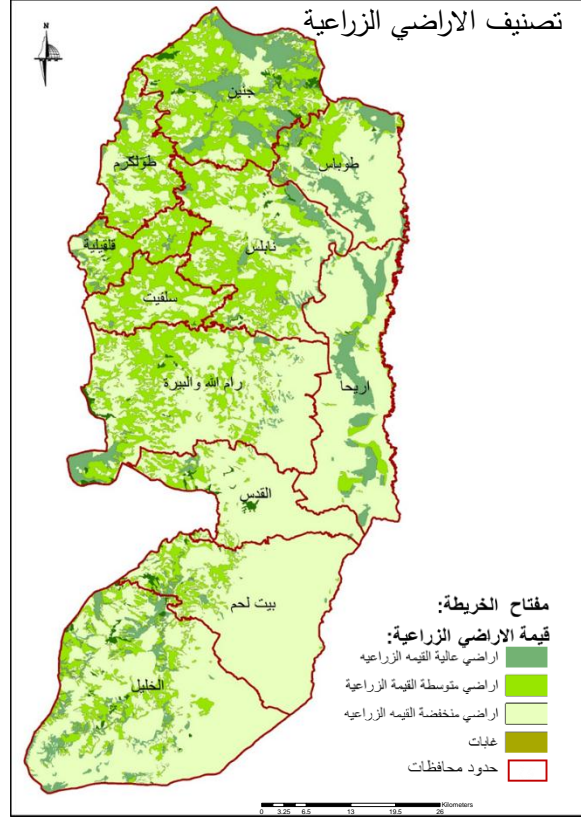 تصنيف الاراضي الزراعية
N
جنين
طوباس
طولكرم
نابلس
قلقيلية
سلفيت
رام الله والبيرة
اريحا
القدس
بيت لحم
الخليل
مفتاح الخريطة:
قيمة الاراضي الزراعية:
اراضي عالية القيمه الزراعيه
اراضي متوسطة القيمة الزراعية
اراضي منخفضة القيمه الزراعيه
غابات
حدود محافظات
Kilometers
0 3.25 6.5 13 19.5 26